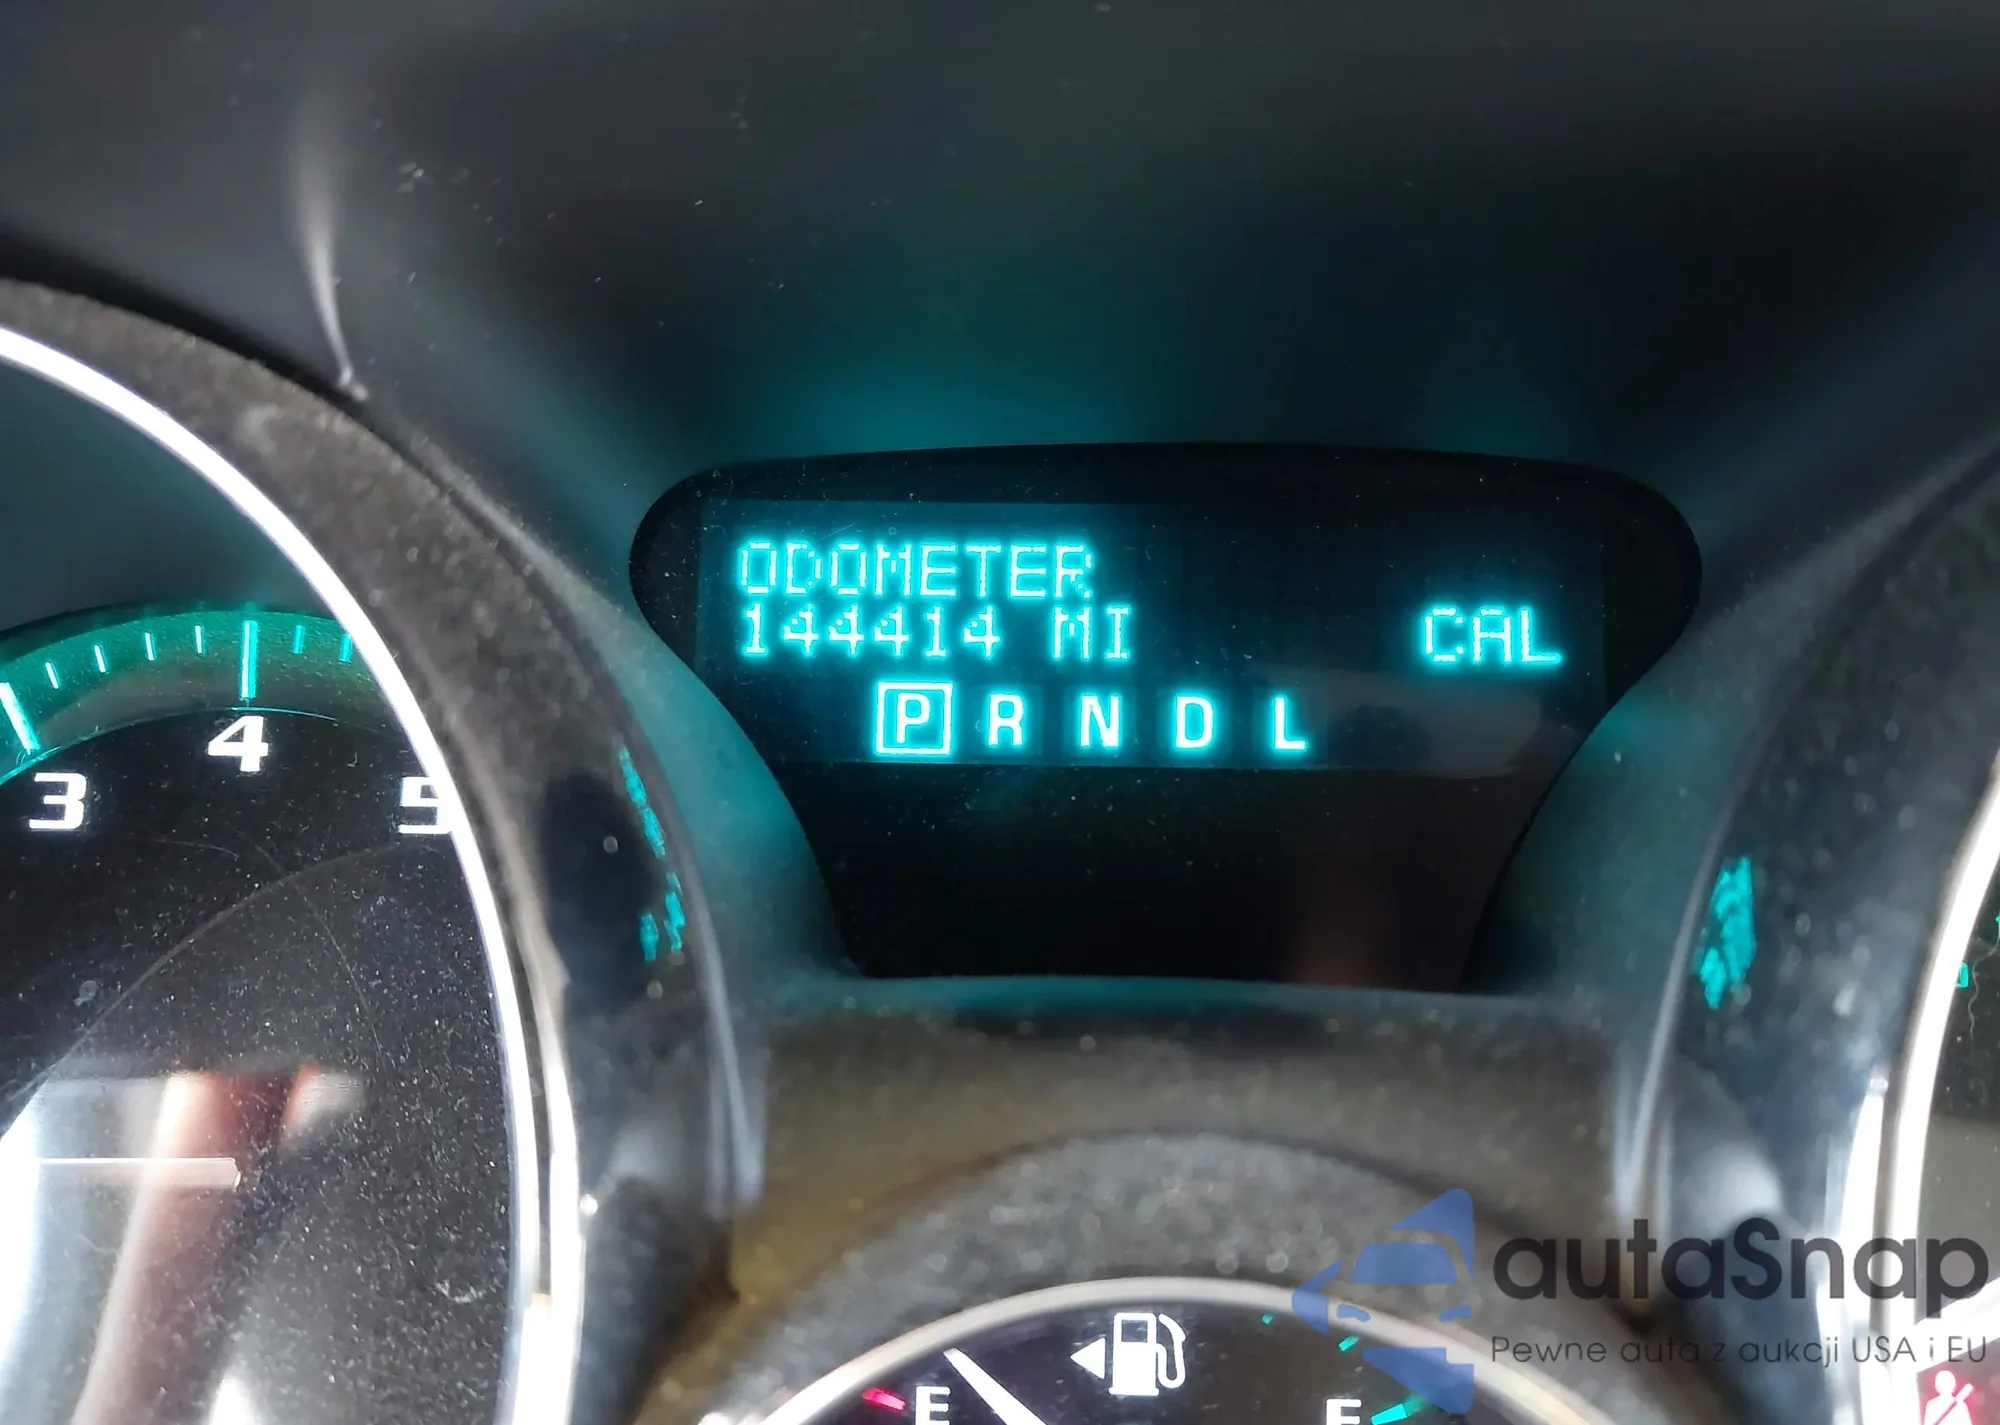 ODOMETER
144414 MI CAL
P R N D L
3 4 5
E F
autaSnap
Pewne auta z aukcji USA i EU